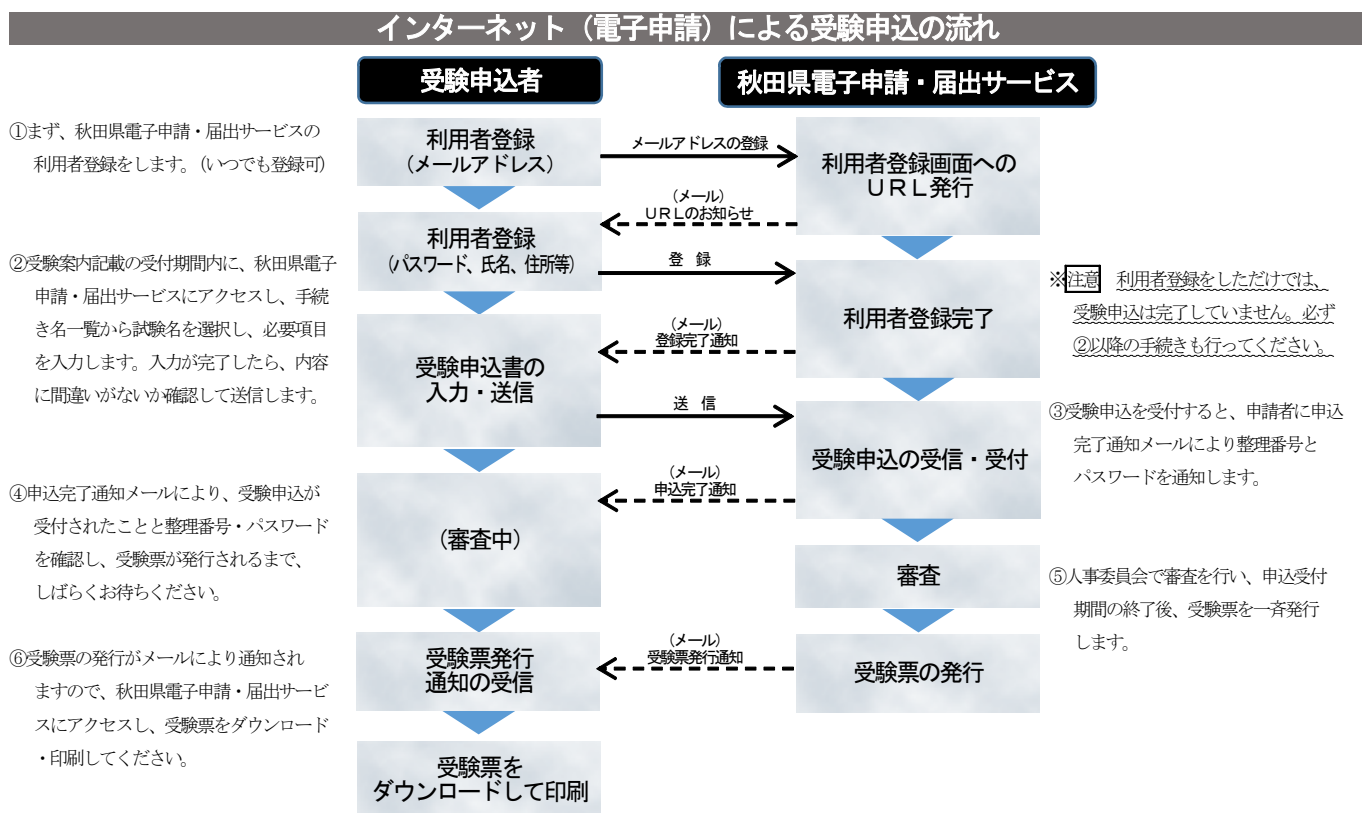 インターネット（電子申請）による受験申込の流れ
受験申込者
秋田県電子申請・届出サービス
①まず、秋田県電子申請・届出サービスの
利用者登録をします。（いつでも登録可）
利用者登録
（メールアドレス）
メールアドレスの登録
利用者登録画面への
ＵＲＬ発行
（メール）
ＵＲＬのお知らせ
利用者登録
（パスワード、氏名、住所等）
登　録
②受験案内記載の受付期間内に、秋田県電子
申請・届出サービスにアクセスし、手続
き名一覧から試験名を選択し、必要項目
を入力します。入力が完了したら、内容
に間違いがないか確認して送信します。
利用者登録完了
※注意　利用者登録をしただけでは、
受験申込は完了していません。必ず
②以降の手続きも行ってください。
（メール）
登録完了通知
受験申込書の
入力・送信
送　信
受験申込の受信・受付
③受験申込を受付すると、申請者に申込
完了通知メールにより整理番号と
パスワードを通知します。
（メール）
申込完了通知
④申込完了通知メールにより、受験申込が
受付されたことと整理番号・パスワード
を確認し、受験票が発行されるまで、
しばらくお待ちください。
（審査中）
審査
⑤人事委員会で審査を行い、申込受付
期間の終了後、受験票を一斉発行
します。
（メール）
受験票発行通知
受験票の発行
⑥受験票の発行がメールにより通知され
ますので、秋田県電子申請・届出サービ
スにアクセスし、受験票をダウンロード
・印刷してください。
受験票発行
通知の受信
受験票を
ダウンロードして印刷